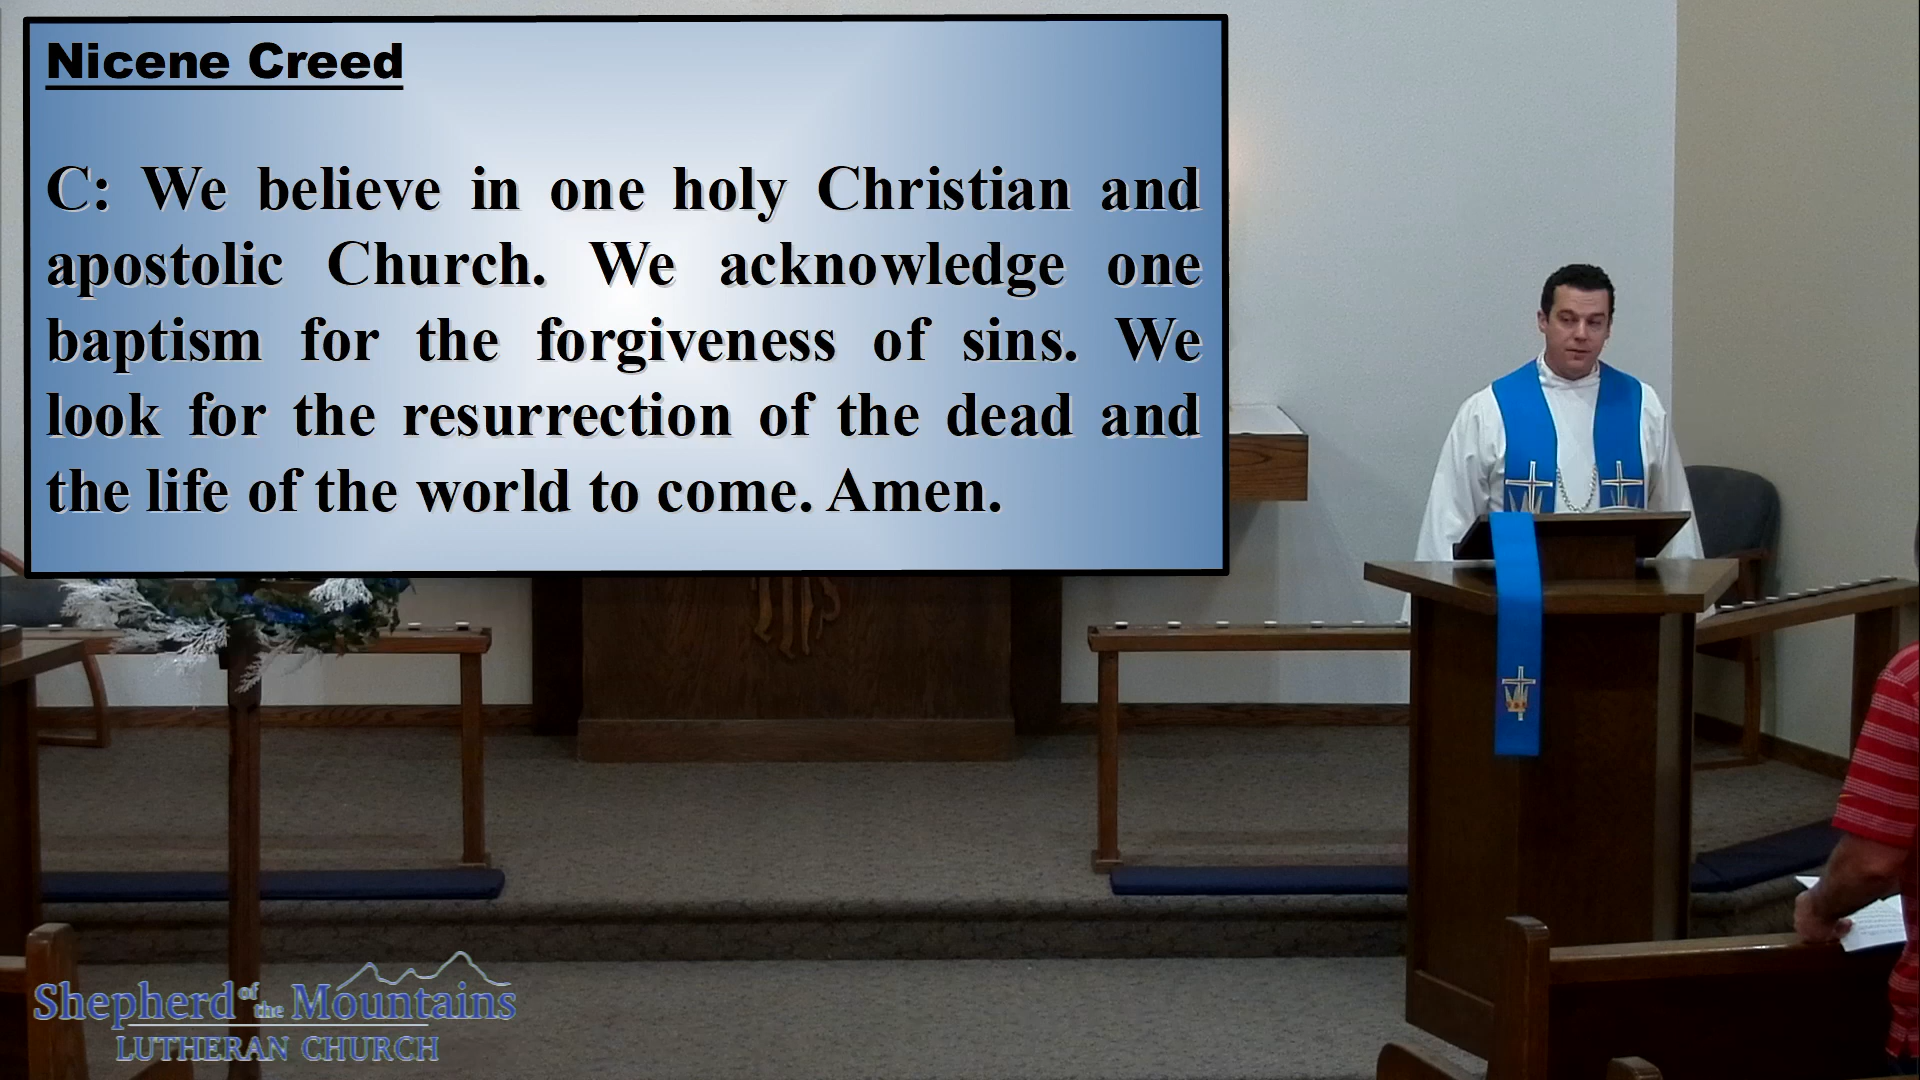 Nicene Creed
C: We believe in one holy Christian and
apostolic Church. We acknowledge one
baptism for the forgiveness of sins. We
look for the resurrection of the dead and
the life of the world to come. Amen.
Shepherd of the Mountains
LUTHERAN CHURCH